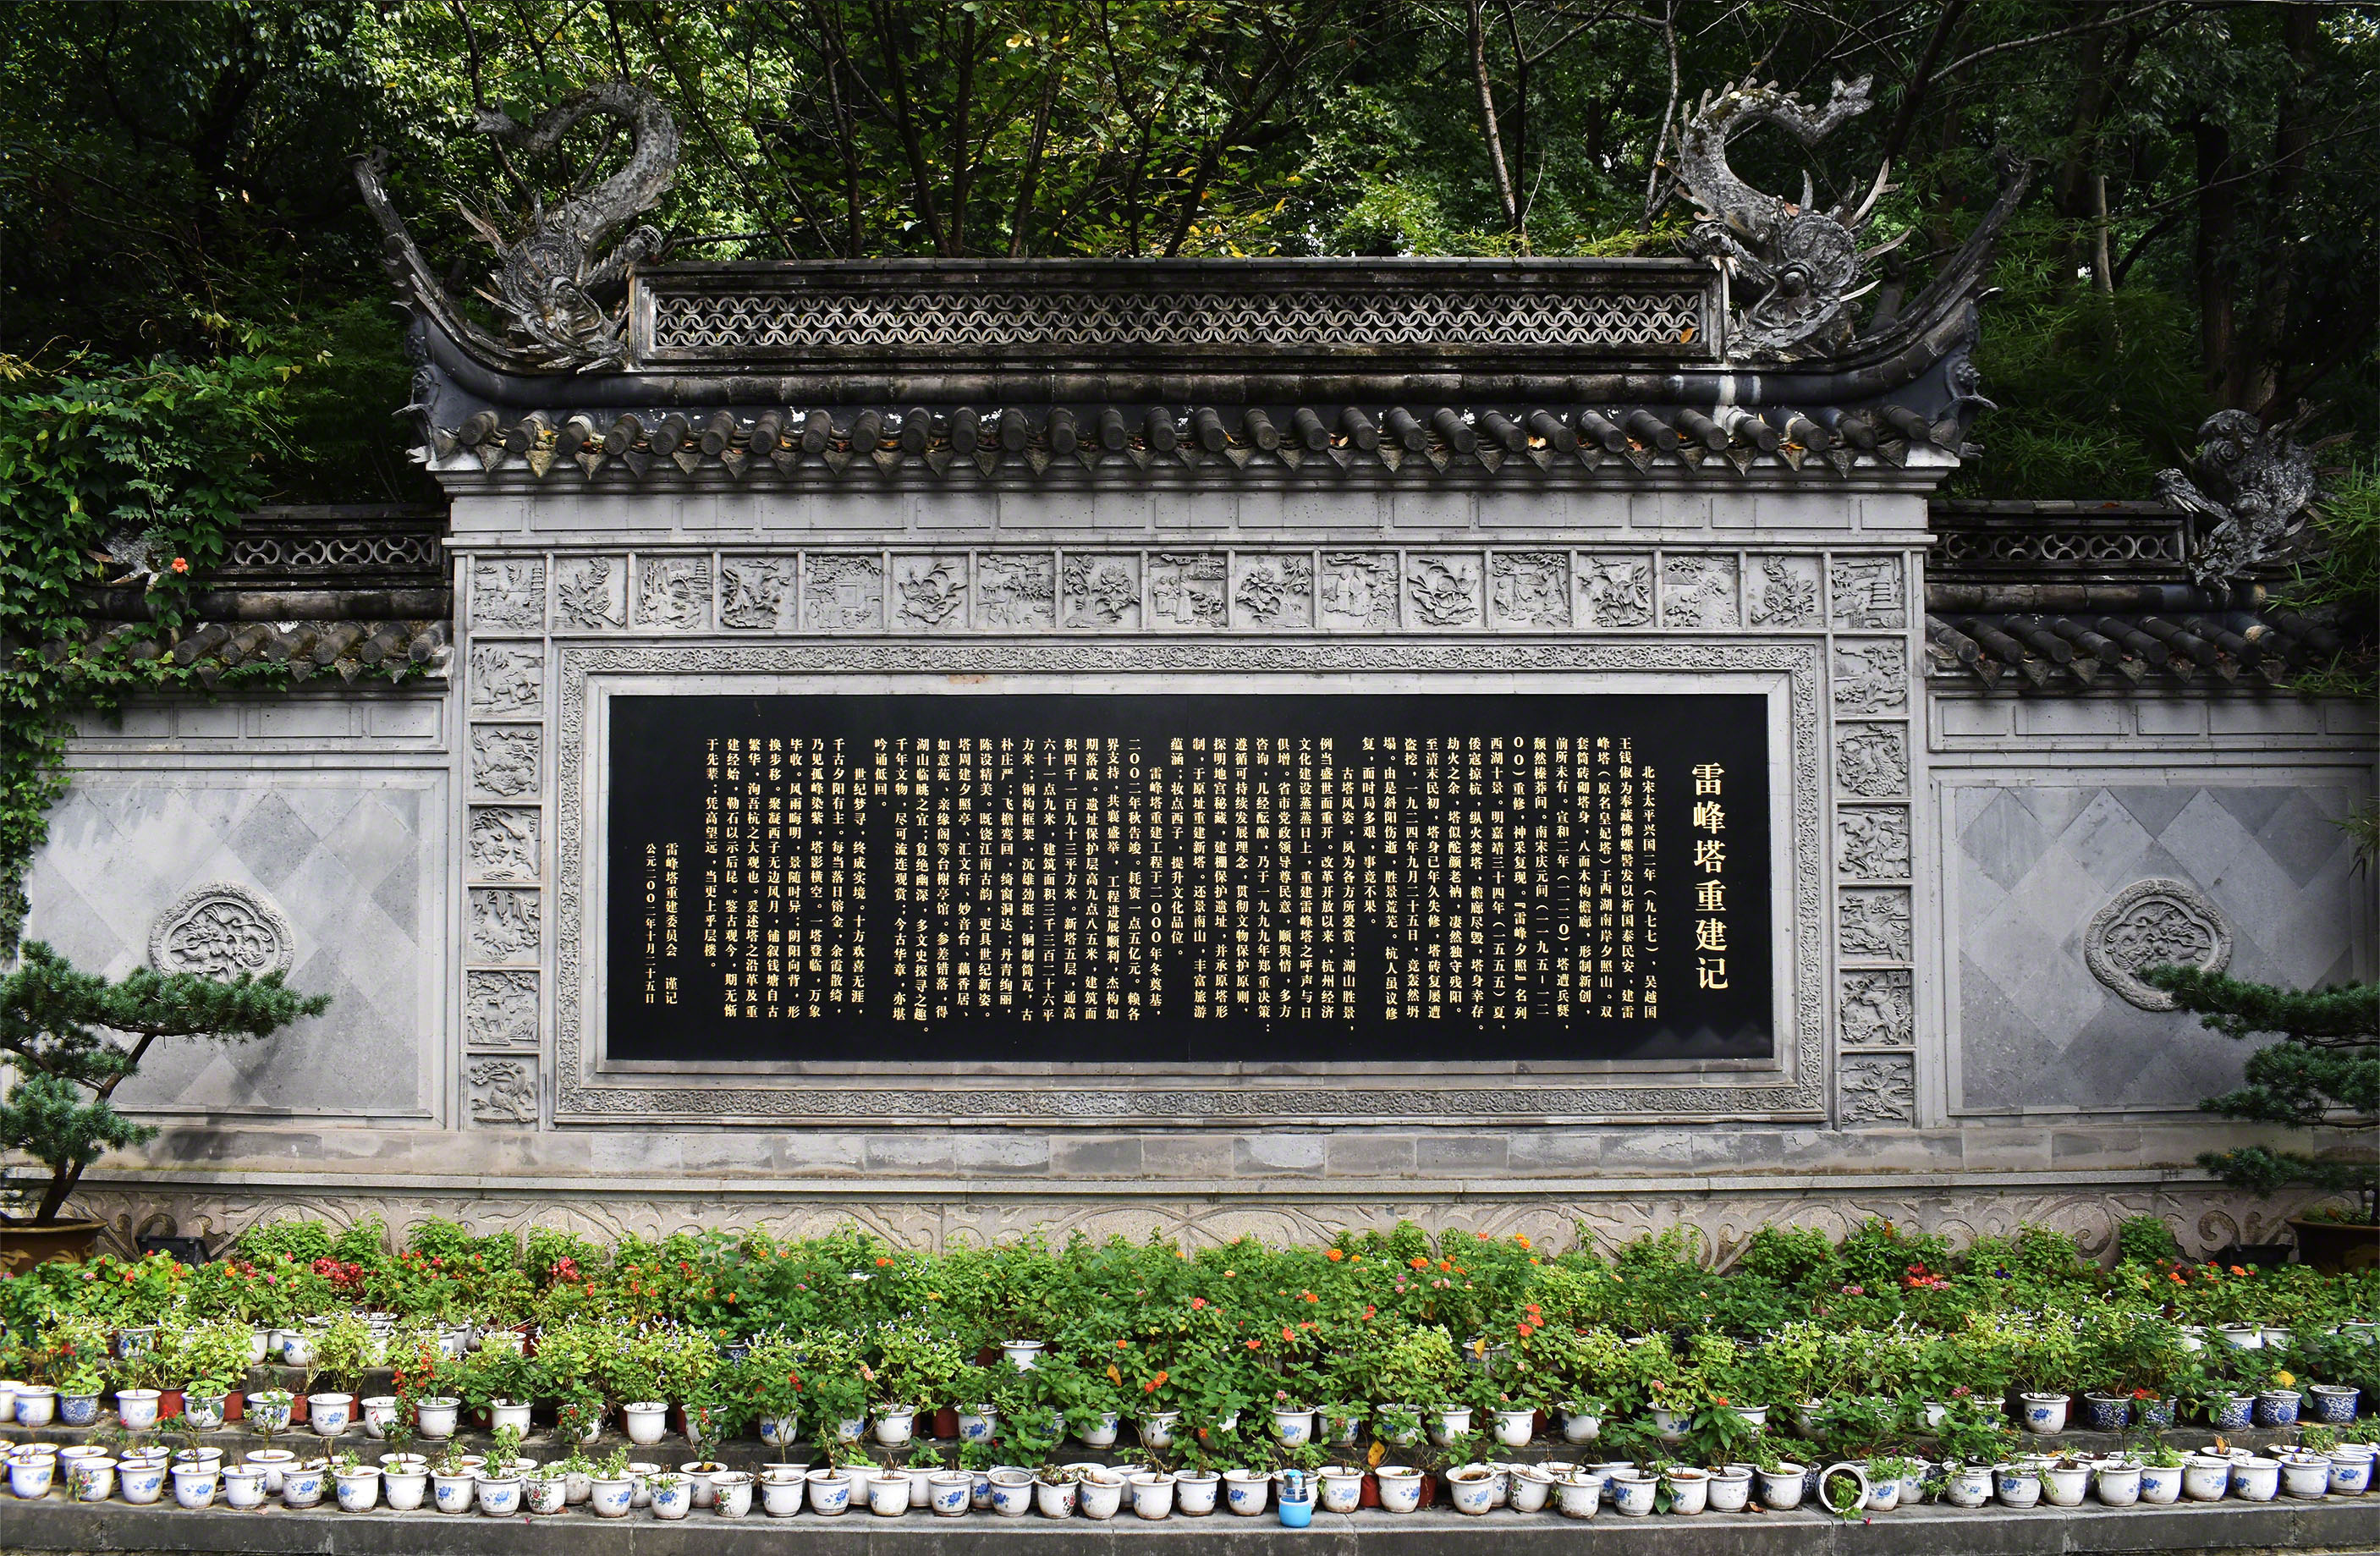 雷峰塔重建记
北宋太平兴国二年（九七七），吴越国
王钱俶为奉藏佛螺髻发以祈国泰民安，建雷
峰塔（原名皇妃塔）于西湖南岸夕照山。双
套筒砖砌塔身，八面木构檐廊，形制新创，
前所未有。宣和二年（一一二0），塔遭兵燹，
颓然榛莽间。南宋庆元间（一一九五－一二
00）重修，神采复现。『雷峰夕照』名列
西湖十景。明嘉靖三十四年（一五五五）夏，
倭寇掠杭，纵火焚塔，檐廊尽毁，塔身幸存。
劫火之余，塔似酡颜老衲，凄然独守残阳。
至清末民初，塔身已年久失修，塔砖复屡遭
盗挖，一九二四年九月二十五日，竟轰然坍
塌。由是斜阳伤逝，胜景荒芜。杭人虽议修
复，而时局多艰，事竟不果。
古塔风姿，夙为各方所爱赏；湖山胜景，
例当盛世而重开。改革开放以来，杭州经济
文化建设蒸蒸日上，重建雷峰塔之呼声与日
俱增。省市党政领导尊民意，顺舆情，多方
咨询，几经酝酿，乃于一九九九年郑重决策：
遵循可持续发展理念，贯彻文物保护原则，
探明地宫秘藏，建棚保护遗址，并承原塔形
制，于原址重建新塔。还景南山，丰富旅游
蕴涵；妆点西子，提升文化品位。
雷峰塔重建工程于二000年冬奠基，
二00二年秋告竣。耗资一点五亿元。赖各
界支持，共襄盛举，工程进展顺利，杰构如
期落成。遗址保护层高九点八五米，建筑面
积四千一百九十三平方米。新塔五层，通高
六十一点九米，建筑面积三千三百二十六平
方米；钢构框架，沉雄劲挺；铜制筒瓦，古
朴庄严；飞檐鸾回，绮窗洞达；丹青绚丽，
陈设精美。既饶江南古韵，更具世纪新姿。
塔周建夕照亭、汇文轩、妙音台、藕香居、
如意苑、亲缘阁等台榭亭馆。参差错落，得
湖山临眺之宜；夐绝幽深，多文史探寻之趣。
千年文物，尽可流连观赏；今古华章，亦堪
吟诵低回。
世纪梦寻，终成实境。十方欢喜无涯，
千古夕阳有主。每当落日镕金，余霞散绮，
乃见孤峰染紫，塔影横空。一塔登临，万象
毕收。风雨晦明，景随时异；阴阳向背，形
换步移。聚凝西子无边风月，铺叙钱塘自古
繁华，洵吾杭之大观也。爰述塔之沿革及重
建经始，勒石以示后昆。鉴古观今，期无惭
于先辈；凭高望远，当更上乎层楼。
雷峰塔重建委员会　谨记
公元二00二年十月二十五日